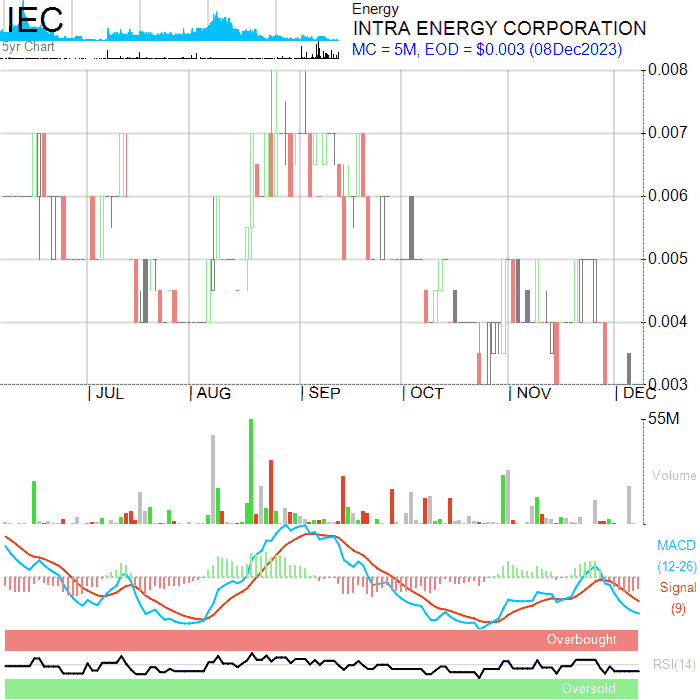 IEC
5yr Chart
Energy
INTRA ENERGY CORPORATION
MC = 5M, EOD = $0.003 (08Dec2023)
0.008
0.007
0.006
0.005
0.004
0.003
JUL AUG SEP OCT NOV DEC
55M
Volume
MACD
(12-26)
Signal
(9)
Overbought
RSI(14)
Oversold